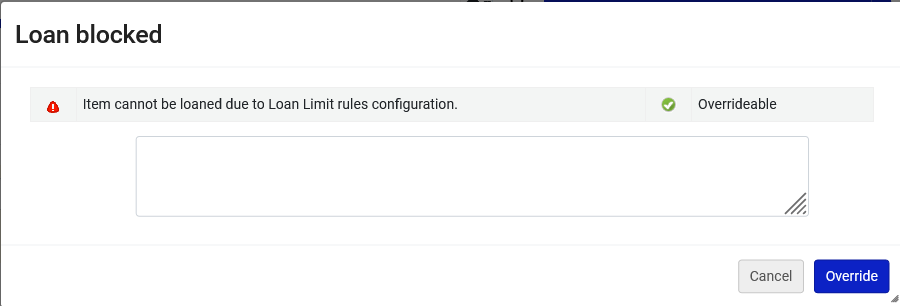 Loan blocked
Item cannot be loaned due to Loan Limit rules configuration. Overrideable
Cancel Override